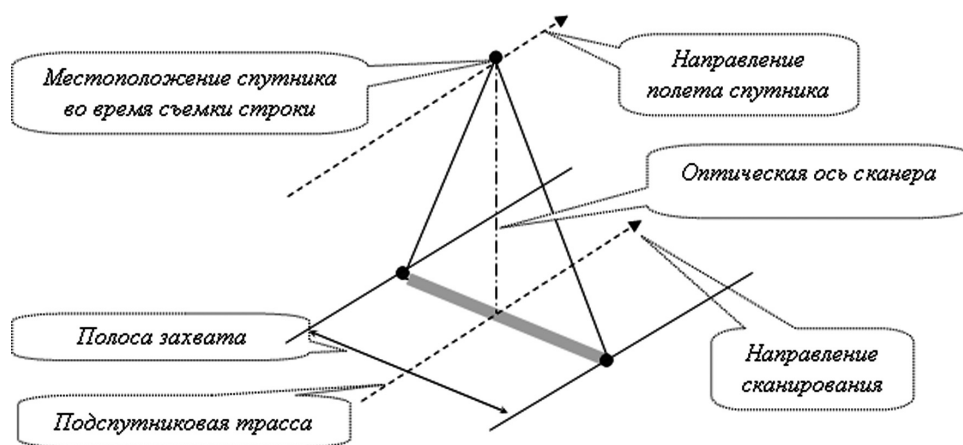 Местоположение спутника
во время съемки строки
Направление
полета спутника
Оптическая ось сканера
Полоса захвата
Направление
сканирования
Подспутниковая трасса